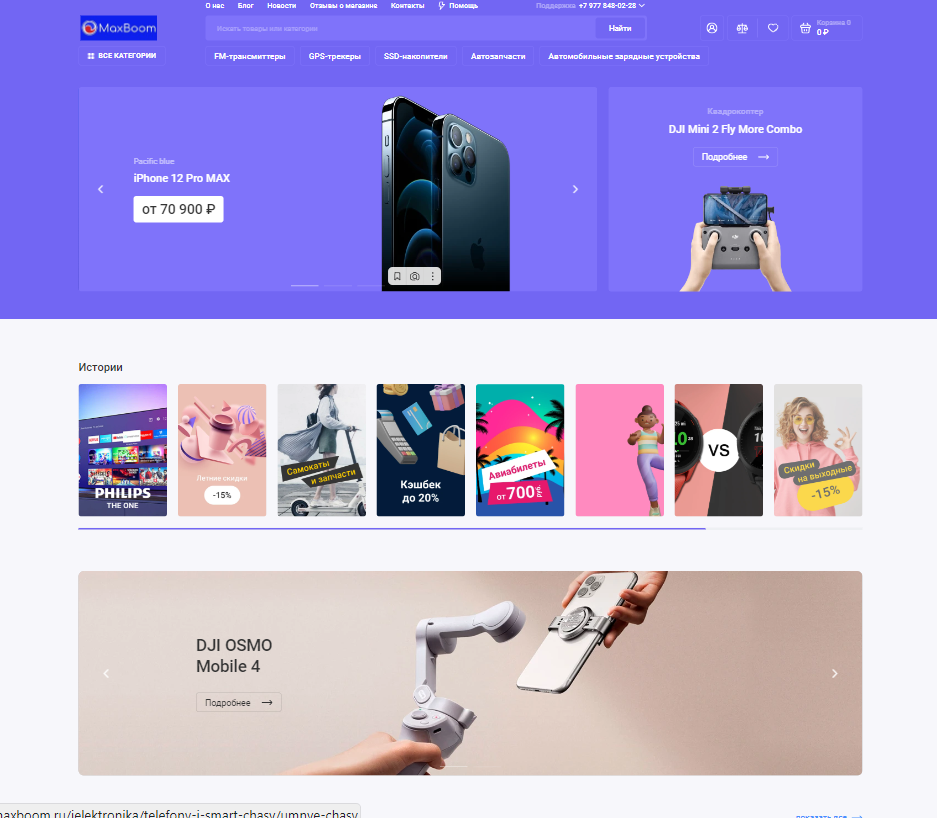 О нас Блог Новости Отзывы о магазине Контакты Помощь Поддержка +7 977 848-02-28
MaxBoom Искать товары или категории Найти Корзина 0
0 ₽
ВСЕ КАТЕГОРИИ FM-трансмиттеры GPS-трекеры SSD-накопители Автозапчасти Автомобильные зарядные устройства
Pacific blue
iPhone 12 Pro MAX
от 70 900 ₽
Квадрокоптер
DJI Mini 2 Fly More Combo
Подробнее
Истории
PHILIPS
THE ONE
Летние скидки
-15%
Самокаты
и запчасти
Кэшбек
до 20%
Авиабилеты
от 700 руб.
VS
Скидки
на выходные
-15%
DJI OSMO
Mobile 4
Подробнее
maxboom.ru/jelektronika/telefony-i-smart-chasy/umnye-chasy
показать все